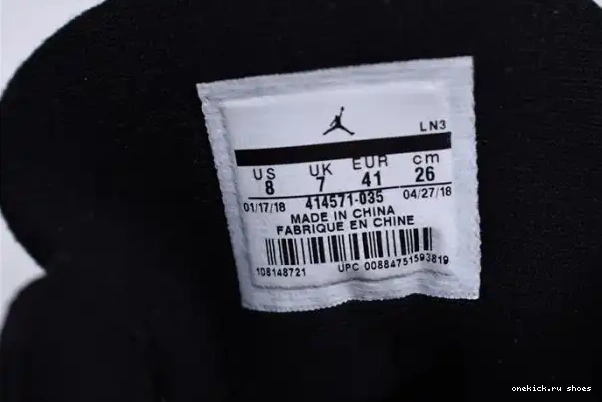 LN3
US UK EUR cm
8 7 41 26
01/17/18 414571-035 04/27/18
MADE IN CHINA
FABRIQUE EN CHINE
108148721 UPC 00884751593819
onekick.ru shoes